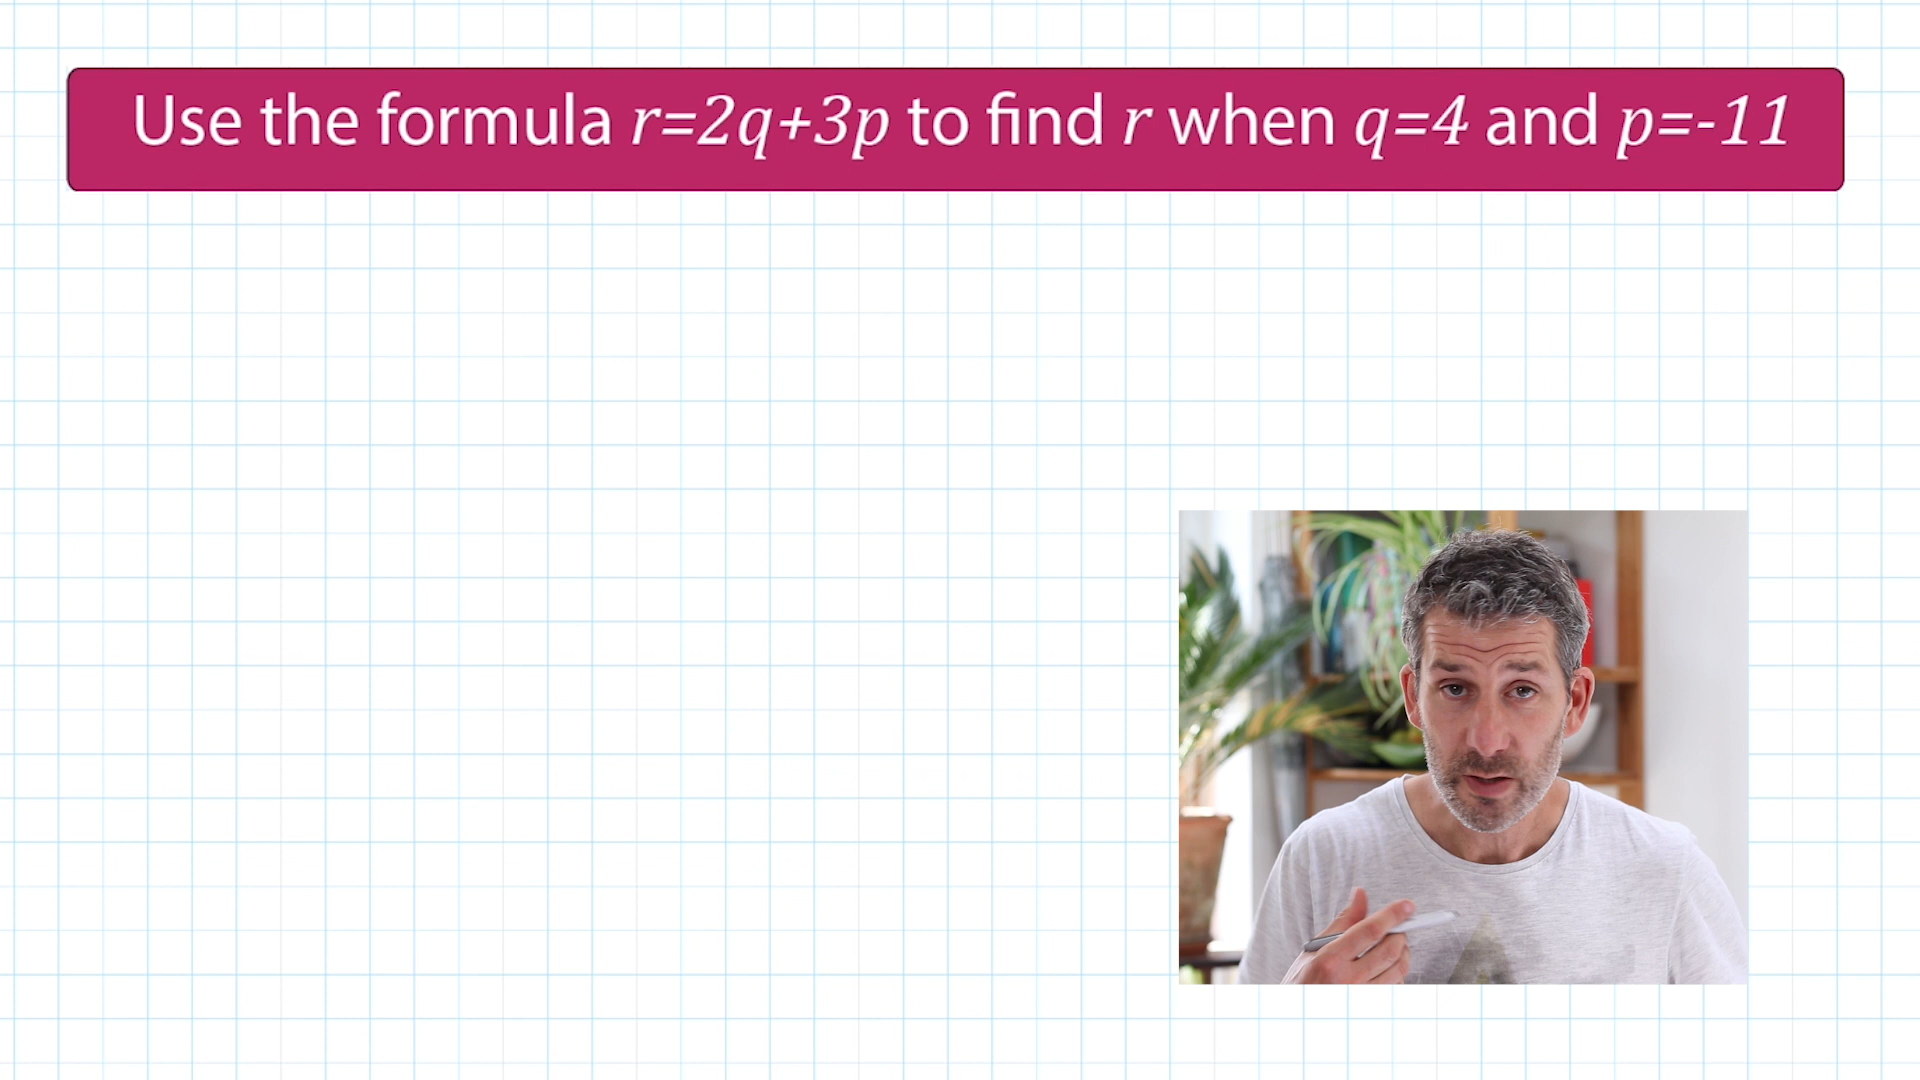 Use the formula r=2q+3p to find r when q=4 and p=-11